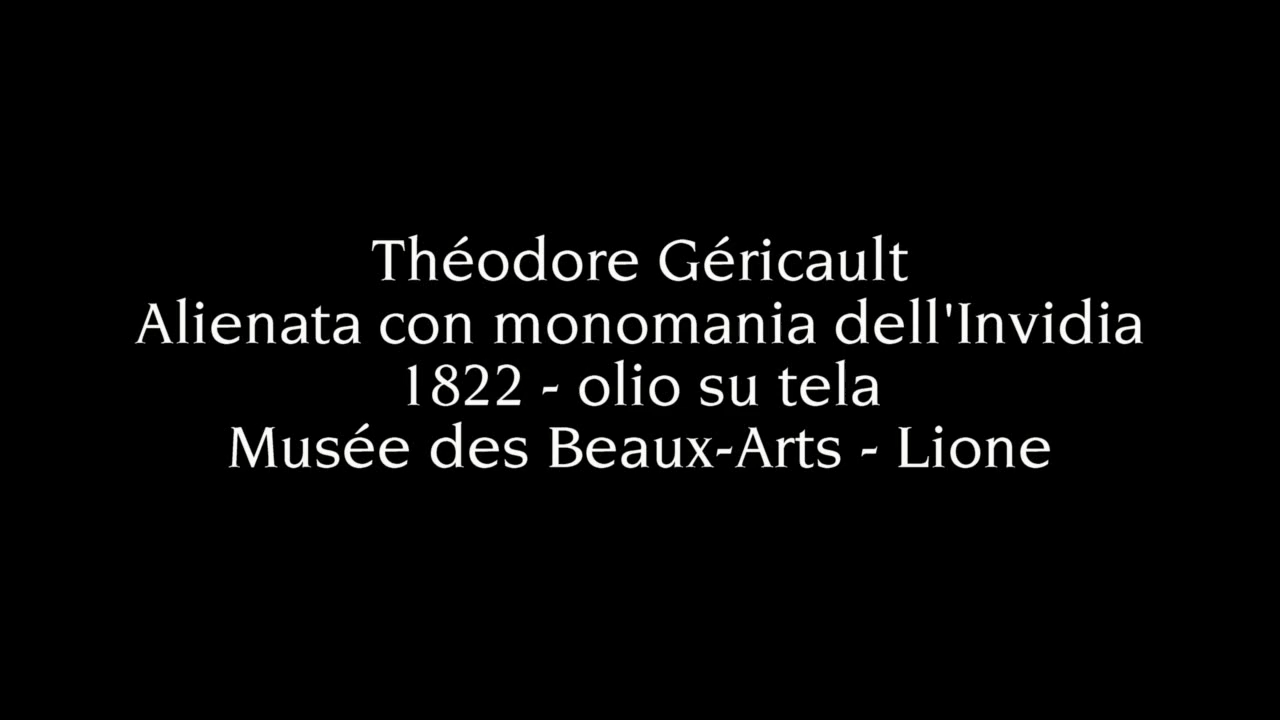 Théodore Géricault
Alienata con monomania dell'Invidia
1822 - olio su tela
Musée des Beaux-Arts - Lione